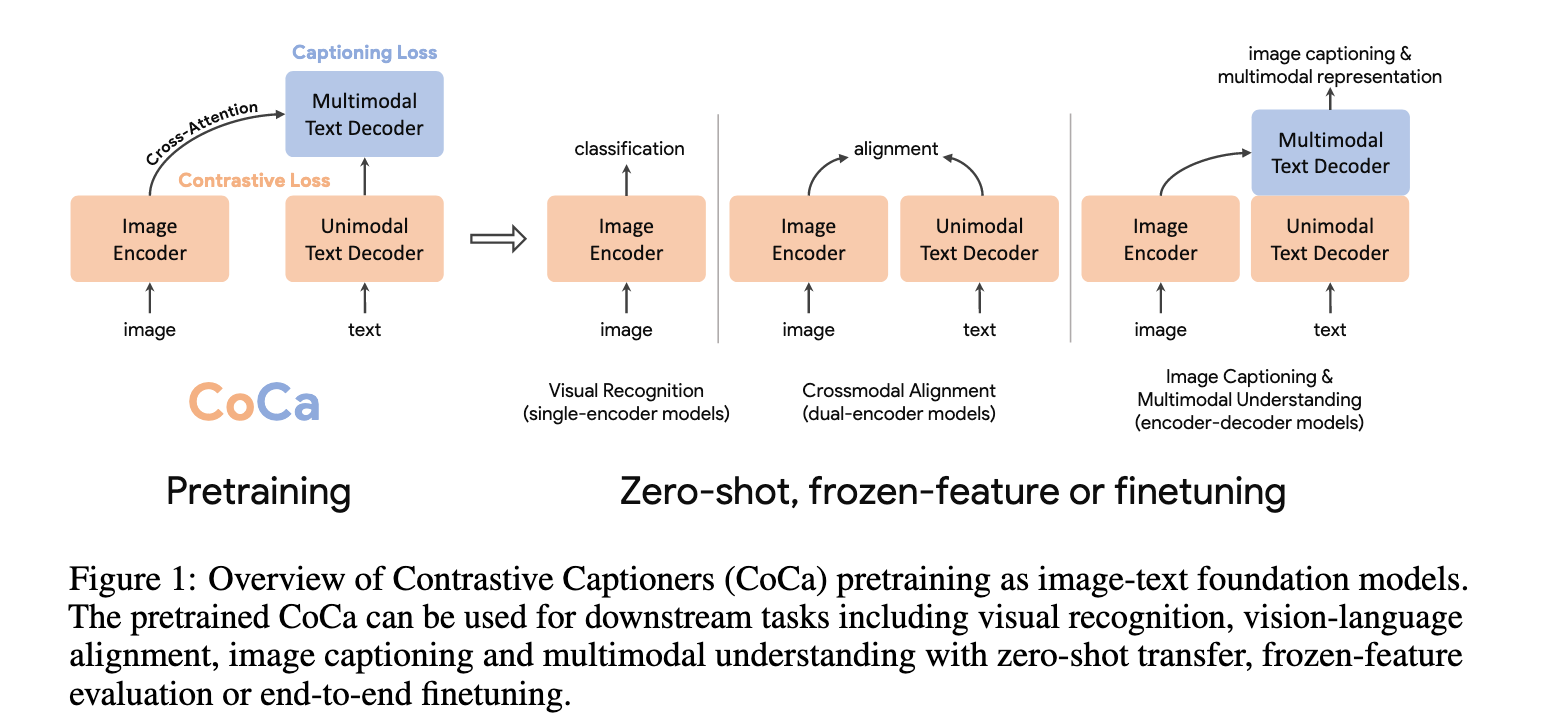 Captioning Loss
Multimodal
Text Decoder
Cross-Attention
Contrastive Loss
Image
Encoder
Unimodal
Text Decoder
image
text
CoCa
Pretraining
classification
Image
Encoder
image
Visual Recognition
(single-encoder models)
alignment
Image
Encoder
Unimodal
Text Decoder
image
text
Crossmodal Alignment
(dual-encoder models)
image captioning &
multimodal representation
Multimodal
Text Decoder
Image
Encoder
Unimodal
Text Decoder
image
text
Image Captioning &
Multimodal Understanding
(encoder-decoder models)
Zero-shot, frozen-feature or finetuning
Figure 1: Overview of Contrastive Captioners (CoCa) pretraining as image-text foundation models.
The pretrained CoCa can be used for downstream tasks including visual recognition, vision-language
alignment, image captioning and multimodal understanding with zero-shot transfer, frozen-feature
evaluation or end-to-end finetuning.